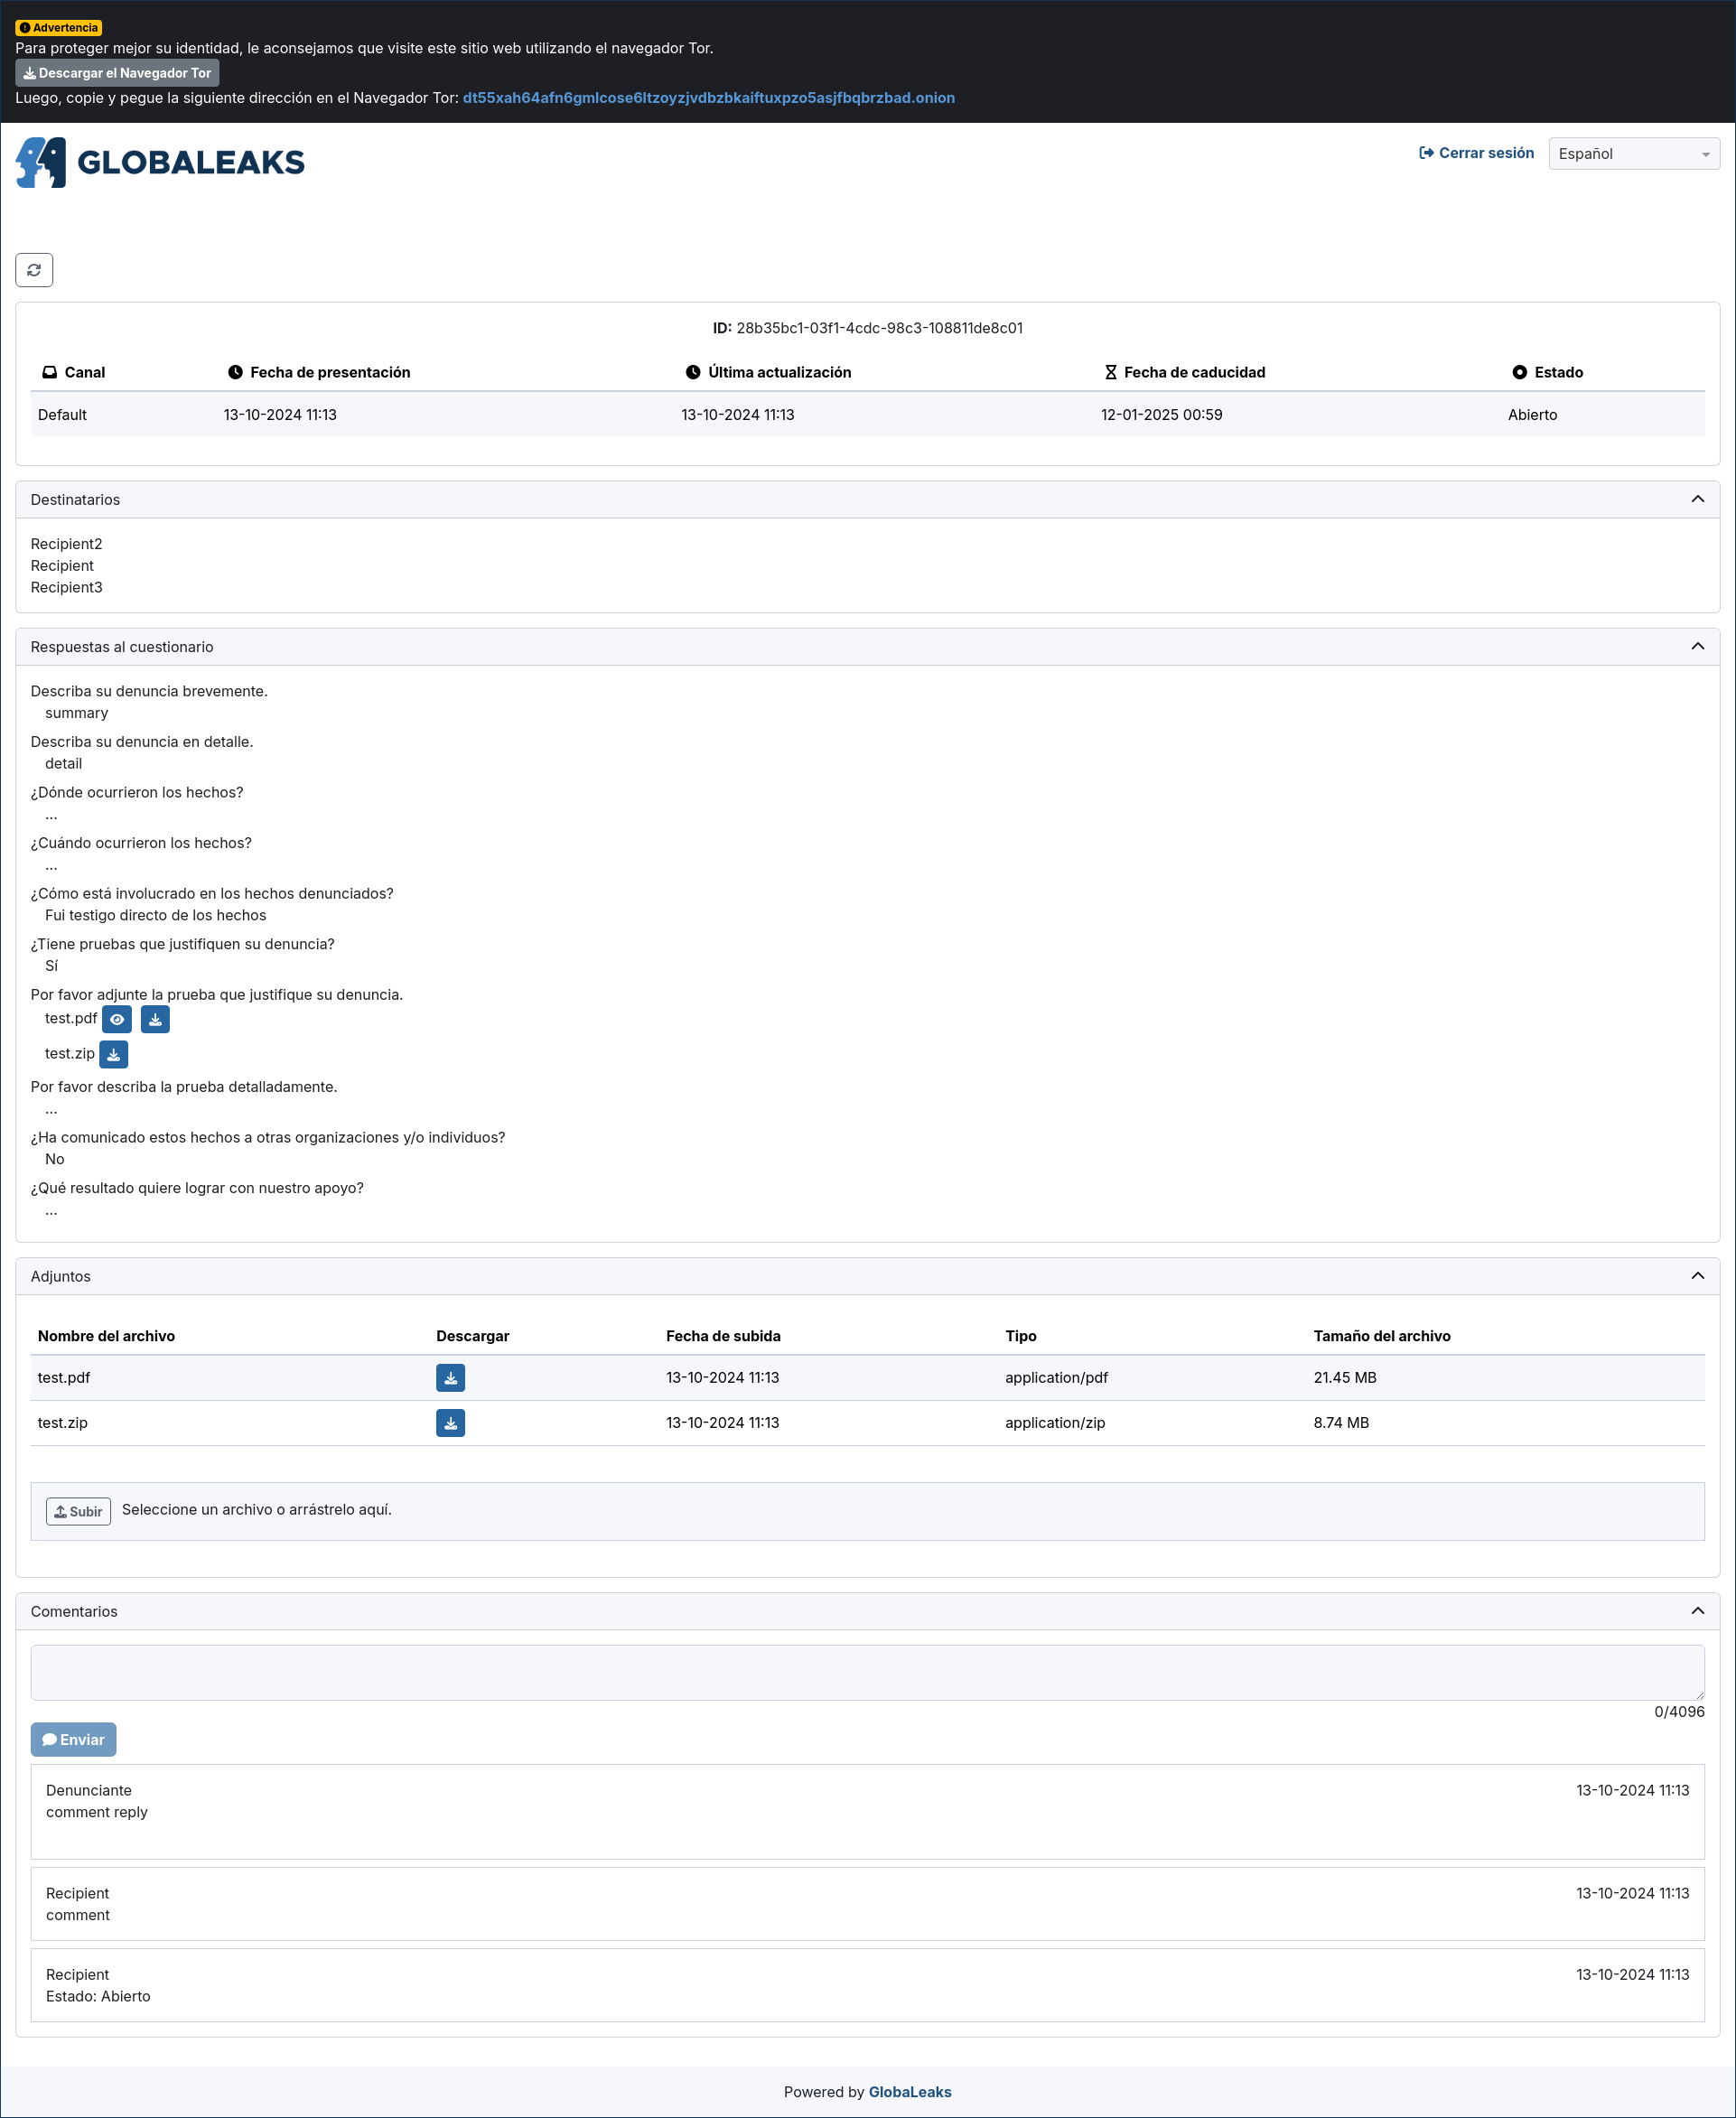 Advertencia
Para proteger mejor su identidad, le aconsejamos que visite este sitio web utilizando el navegador Tor.
Descargar el Navegador Tor
Luego, copie y pegue la siguiente dirección en el Navegador Tor: dt55xah64afn6gmlcose6ltzoyzjvdbzbkaiftuxpzo5asjfbqbrzbad.onion
GLOBALEAKS
Cerrar sesión Español
ID: 28b35bc1-03f1-4cdc-98c3-108811de8c01
Canal Fecha de presentación Última actualización Fecha de caducidad Estado
Default 13-10-2024 11:13 13-10-2024 11:13 12-01-2025 00:59 Abierto
Destinatarios
Recipient2
Recipient
Recipient3
Respuestas al cuestionario
Describa su denuncia brevemente.
summary
Describa su denuncia en detalle.
detail
¿Dónde ocurrieron los hechos?
...
¿Cuándo ocurrieron los hechos?
...
¿Cómo está involucrado en los hechos denunciados?
Fui testigo directo de los hechos
¿Tiene pruebas que justifiquen su denuncia?
Sí
Por favor adjunte la prueba que justifique su denuncia.
test.pdf
test.zip
Por favor describa la prueba detalladamente.
...
¿Ha comunicado estos hechos a otras organizaciones y/o individuos?
No
¿Qué resultado quiere lograr con nuestro apoyo?
...
Adjuntos
Nombre del archivo Descargar Fecha de subida Tipo Tamaño del archivo
test.pdf 13-10-2024 11:13 application/pdf 21.45 MB
test.zip 13-10-2024 11:13 application/zip 8.74 MB
Subir Seleccione un archivo o arrástrelo aquí.
Comentarios
0/4096
Enviar
Denunciante 13-10-2024 11:13
comment reply
Recipient 13-10-2024 11:13
comment
Recipient 13-10-2024 11:13
Estado: Abierto
Powered by GlobaLeaks